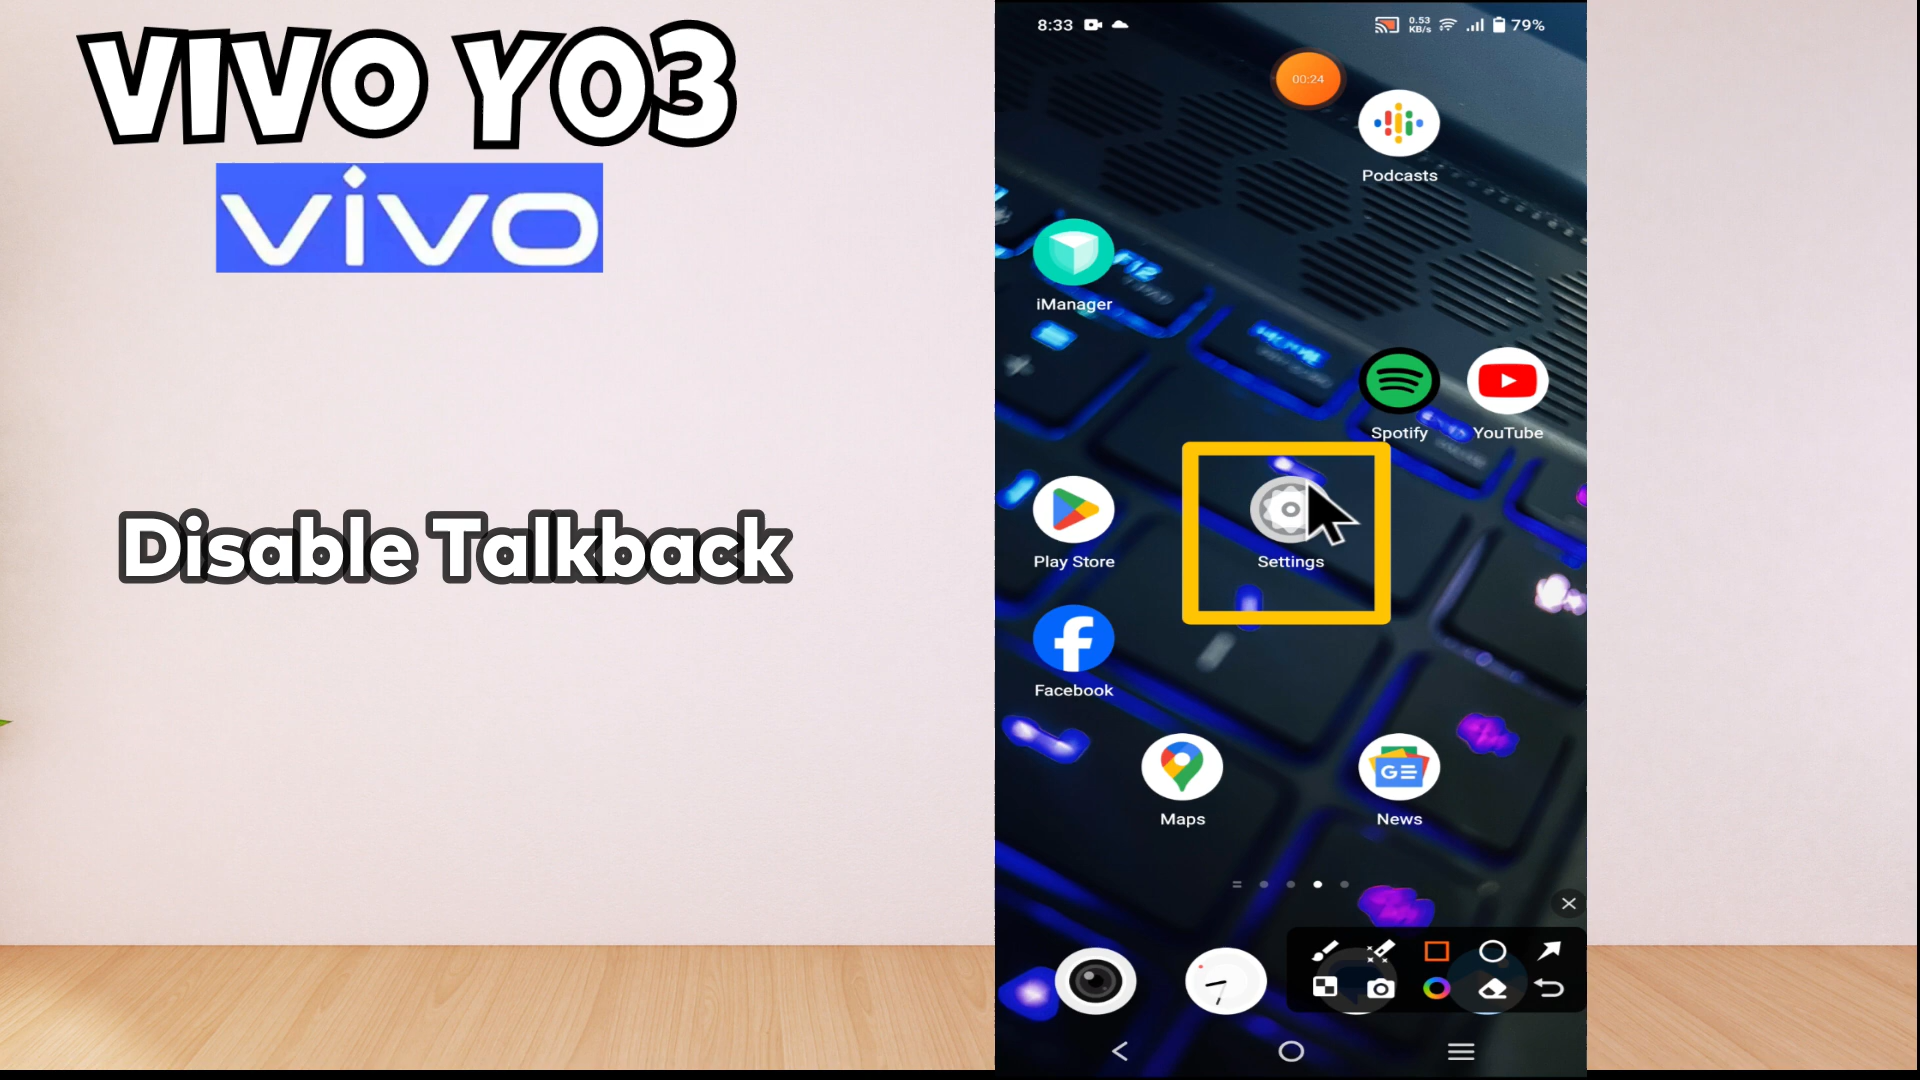 VIVO Y03
vivo
Disable Talkback
8:33
0.53
KB/s
79%
00:24
Podcasts
iManager
Spotify
YouTube
Play Store
Settings
Facebook
Maps
News